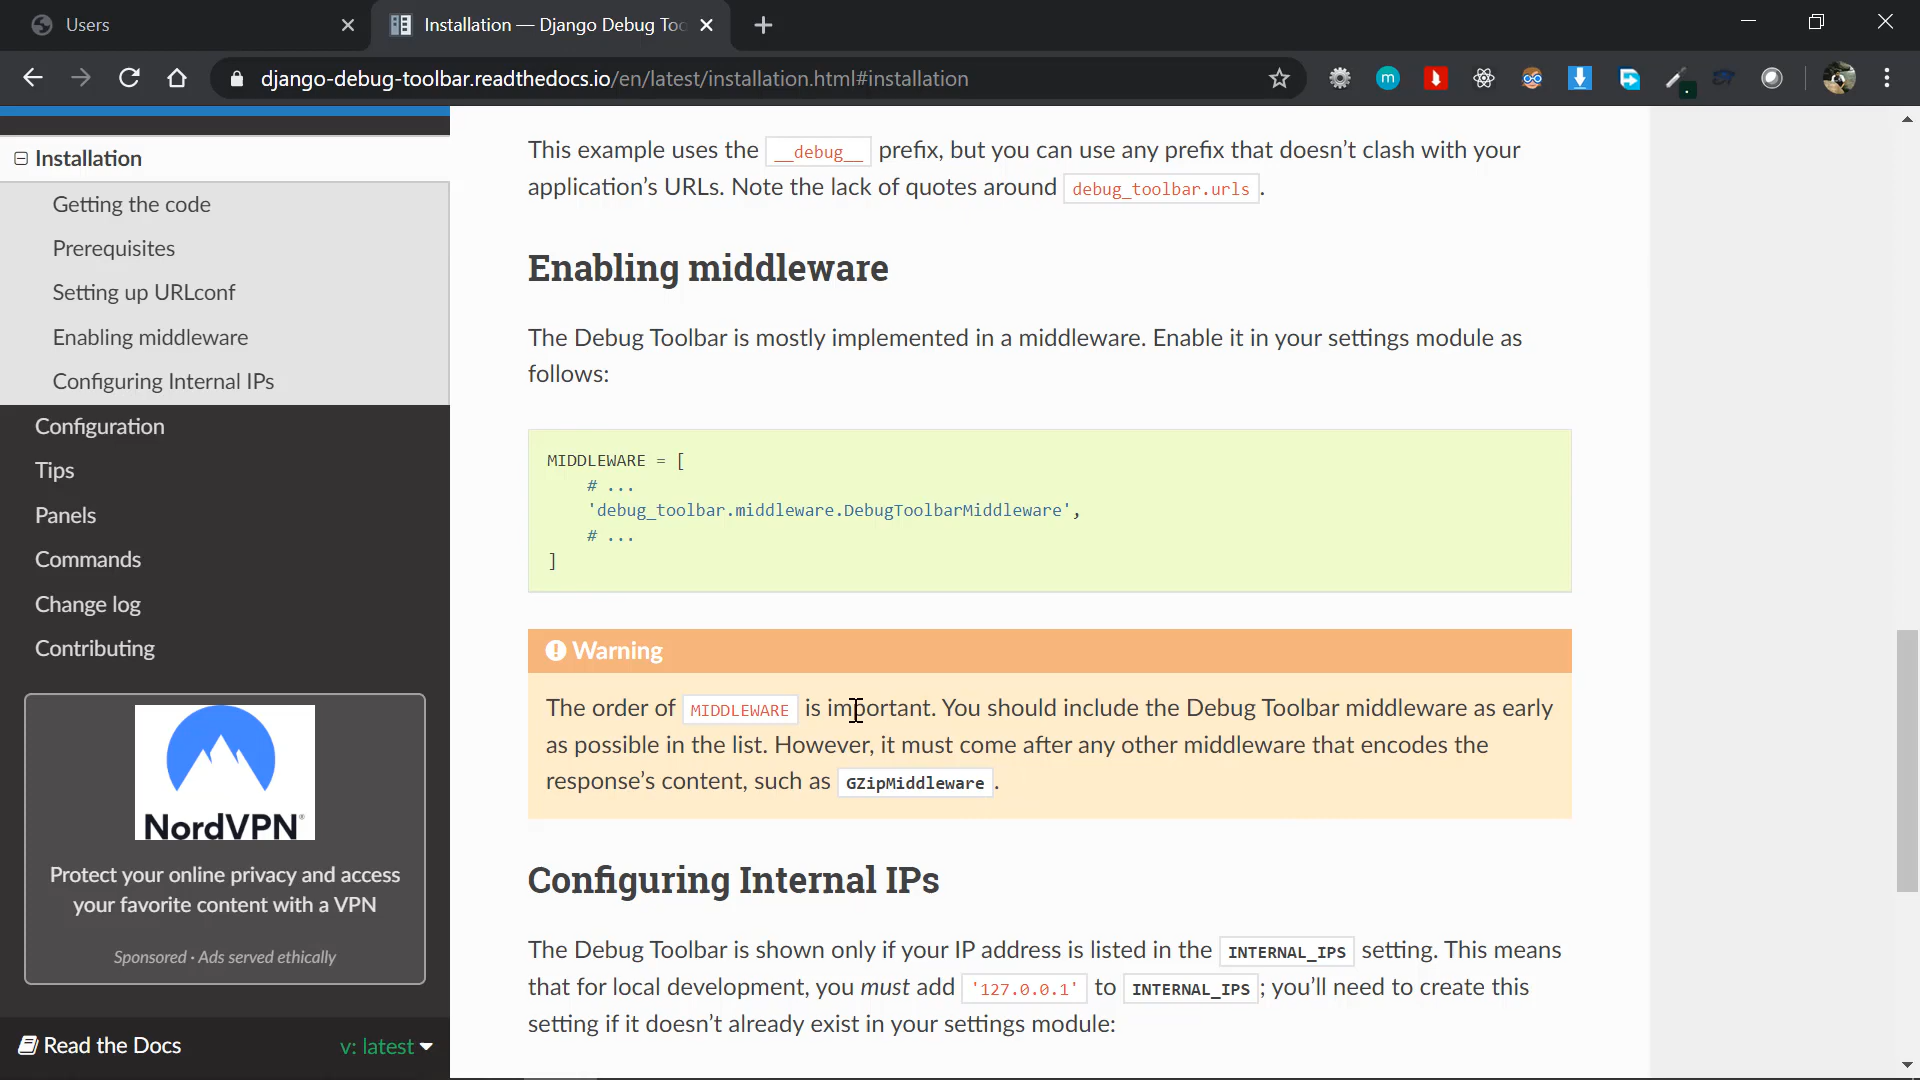 Users
Installation — Django Debug Too
django-debug-toolbar.readthedocs.io/en/latest/installation.html#installation
m
Installation
Getting the code
Prerequisites
Setting up URLconf
Enabling middleware
Configuring Internal IPs
Configuration
Tips
Panels
Commands
Change log
Contributing
NordVPN®
Protect your online privacy and access
your favorite content with a VPN
Sponsored · Ads served ethically
Read the Docs
v: latest
This example uses the __debug__ prefix, but you can use any prefix that doesn’t clash with your
application’s URLs. Note the lack of quotes around debug_toolbar.urls.
Enabling middleware
The Debug Toolbar is mostly implemented in a middleware. Enable it in your settings module as
follows:
MIDDLEWARE = [
# ...
'debug_toolbar.middleware.DebugToolbarMiddleware',
# ...
]
Warning
The order of MIDDLEWARE is important. You should include the Debug Toolbar middleware as early
as possible in the list. However, it must come after any other middleware that encodes the
response’s content, such as GZipMiddleware.
Configuring Internal IPs
The Debug Toolbar is shown only if your IP address is listed in the INTERNAL_IPS setting. This means
that for local development, you must add '127.0.0.1' to INTERNAL_IPS; you’ll need to create this
setting if it doesn’t already exist in your settings module: